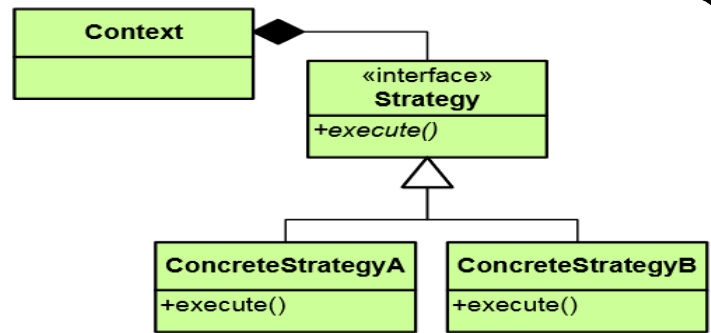 Context
«interface»
Strategy
+execute()
ConcreteStrategyA
+execute()
ConcreteStrategyB
+execute()